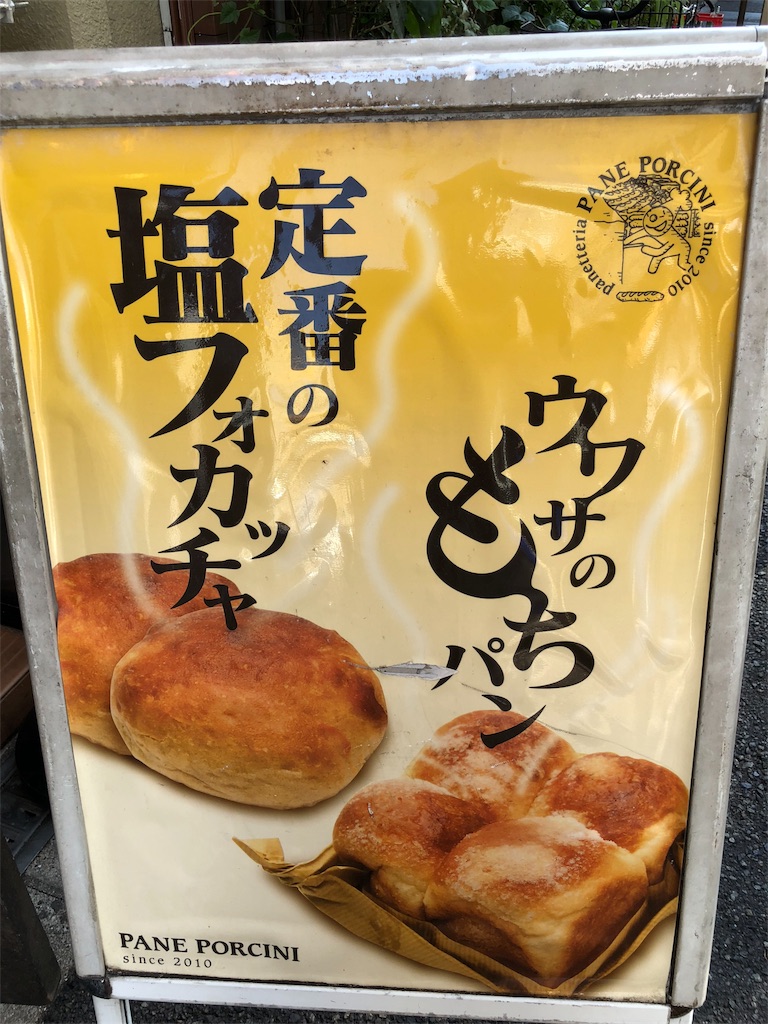 定番の
塩フォカッチャ
ウワサの
もちパン
PANE PORCINI
panetteria
since 2010
PANE PORCINI
since 2010